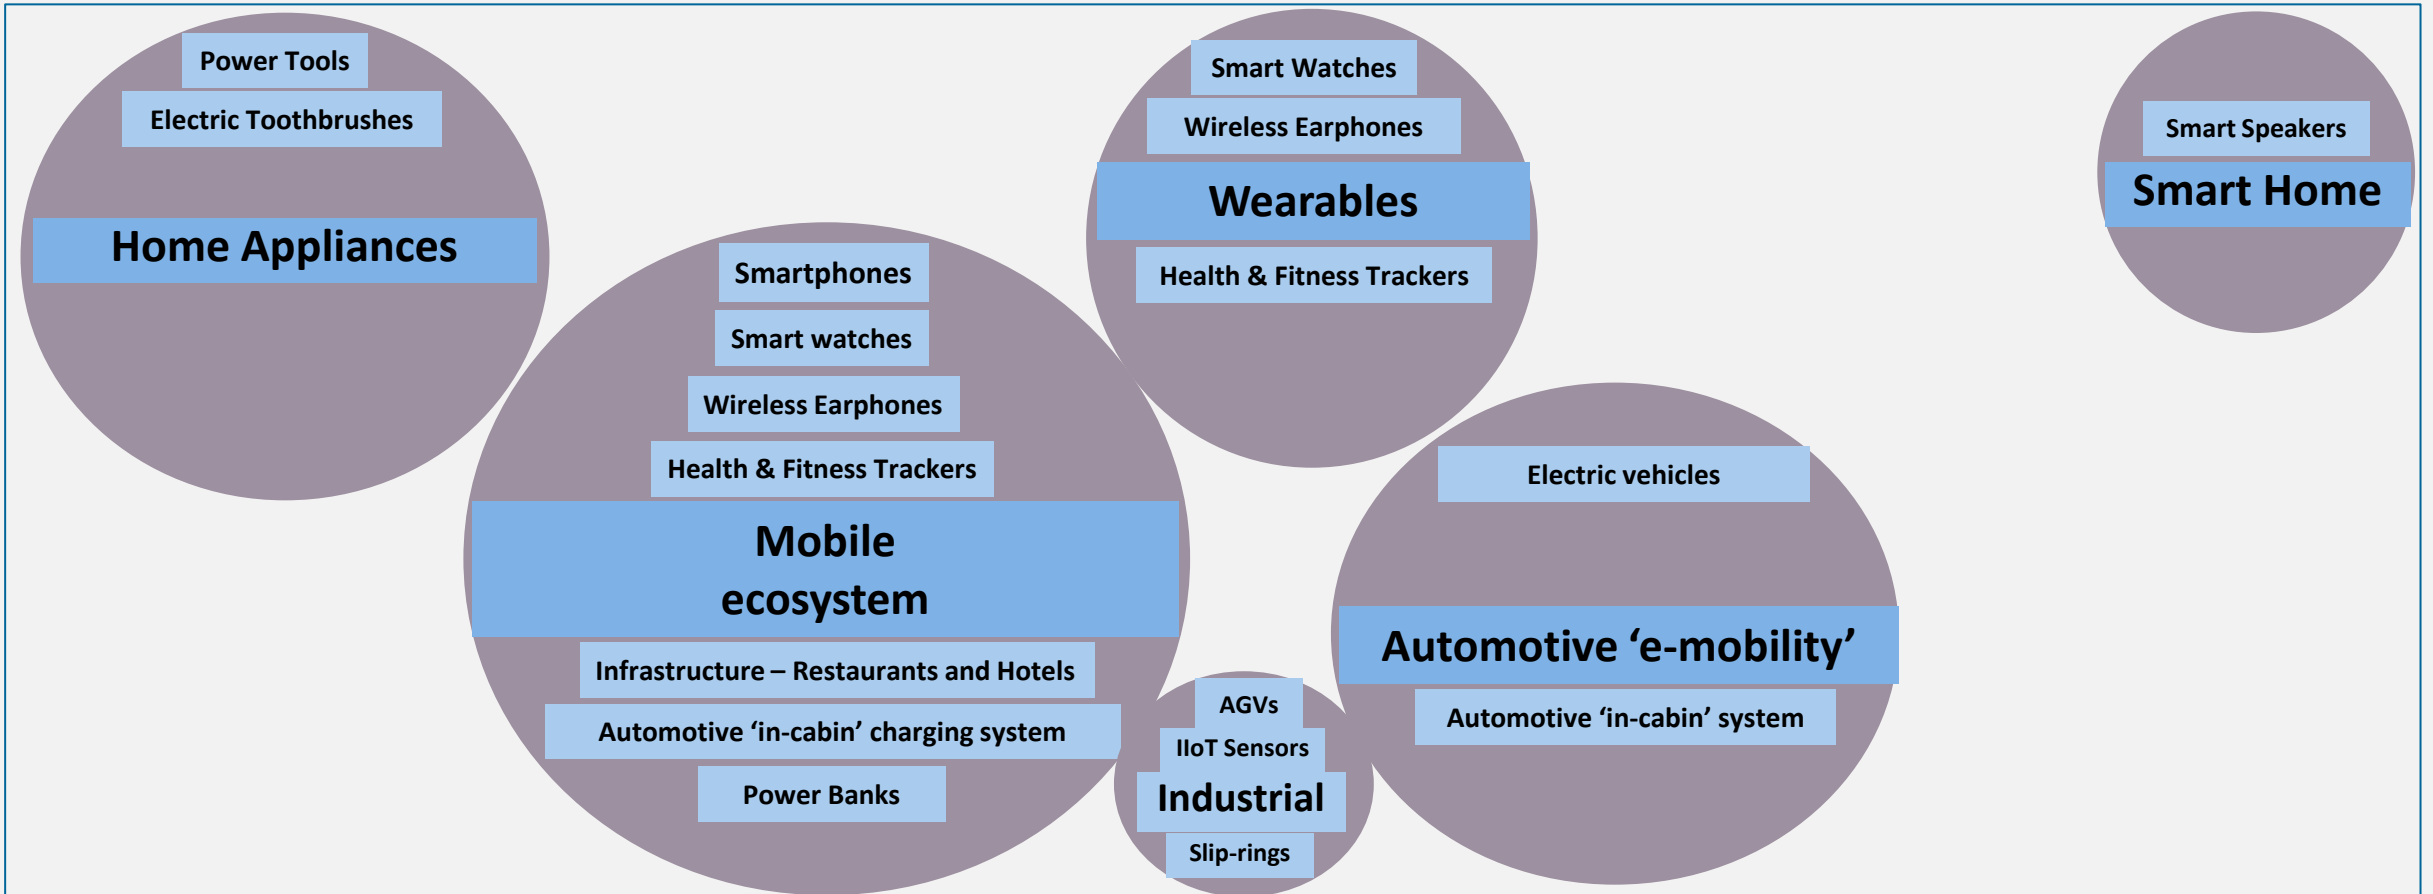 Power Tools
Electric Toothbrushes
Home Appliances
Smartphones
Smart watches
Wireless Earphones
Health & Fitness Trackers
Mobile
ecosystem
Infrastructure – Restaurants and Hotels
Automotive ‘in-cabin’ charging system
Power Banks
Smart Watches
Wireless Earphones
Wearables
Health & Fitness Trackers
AGVs
IIoT Sensors
Industrial
Slip-rings
Electric vehicles
Automotive ‘e-mobility’
Automotive ‘in-cabin’ system
Smart Speakers
Smart Home